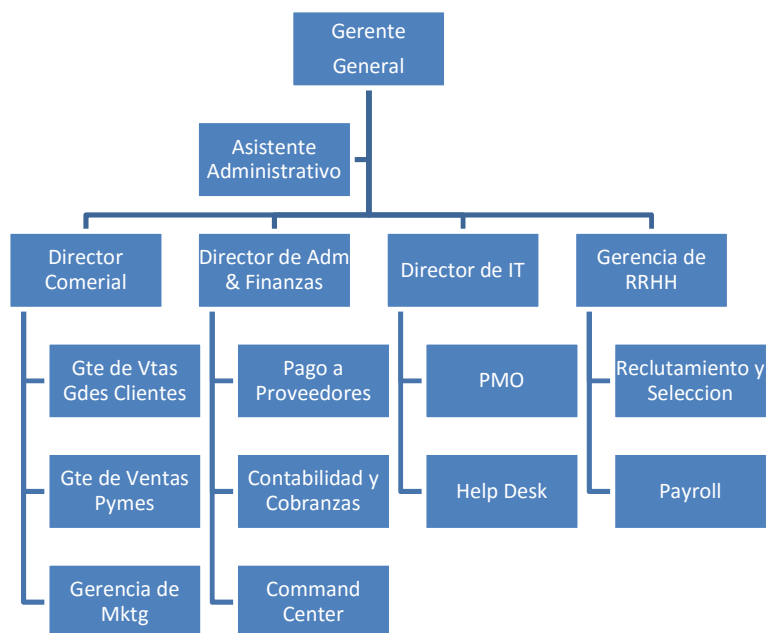 Gerente
General
Asistente
Administrativo
Director
Comerial
Director de Adm
& Finanzas
Director de IT
Gerencia de
RRHH
Gte de Vtas
Gdes Clientes
Pago a
Proveedores
PMO
Reclutamiento y
Seleccion
Gte de Ventas
Pymes
Contabilidad y
Cobranzas
Help Desk
Payroll
Gerencia de
Mktg
Command
Center